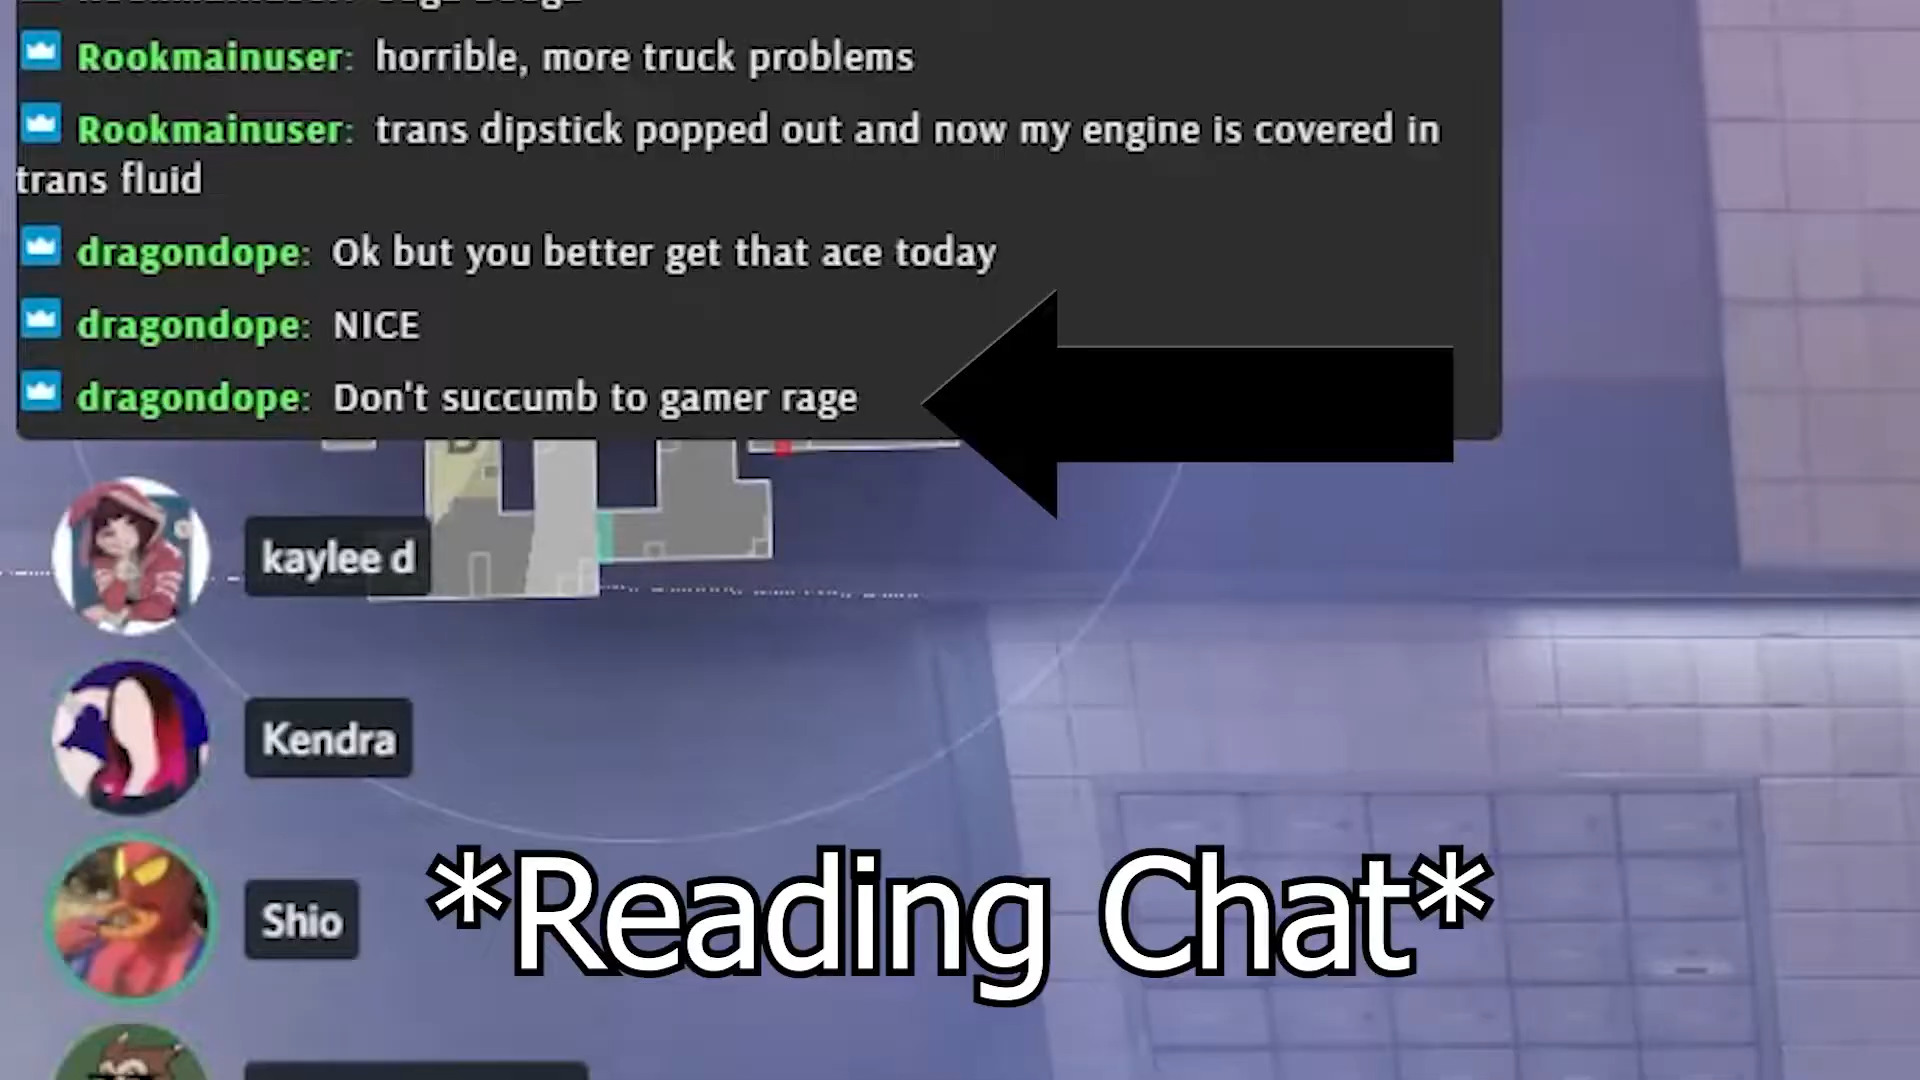 Rookmainuser: horrible, more truck problems
Rookmainuser: trans dipstick popped out and now my engine is covered in
trans fluid
dragondope: Ok but you better get that ace today
dragondope: NICE
dragondope: Don't succumb to gamer rage
kaylee d
Kendra
Shio
*Reading Chat*